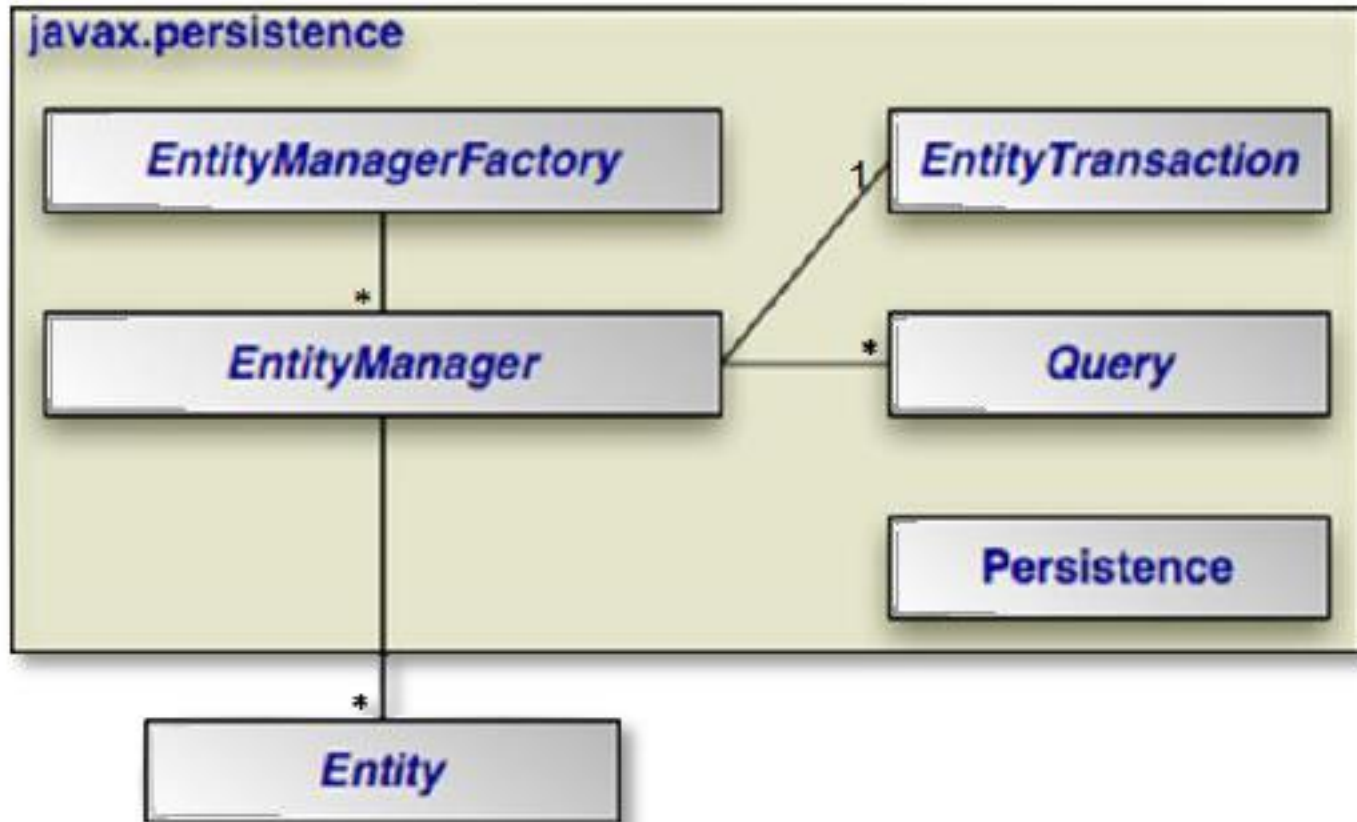 javax.persistence
EntityManagerFactory
1
EntityTransaction
*
EntityManager
*
Query
Persistence
*
Entity